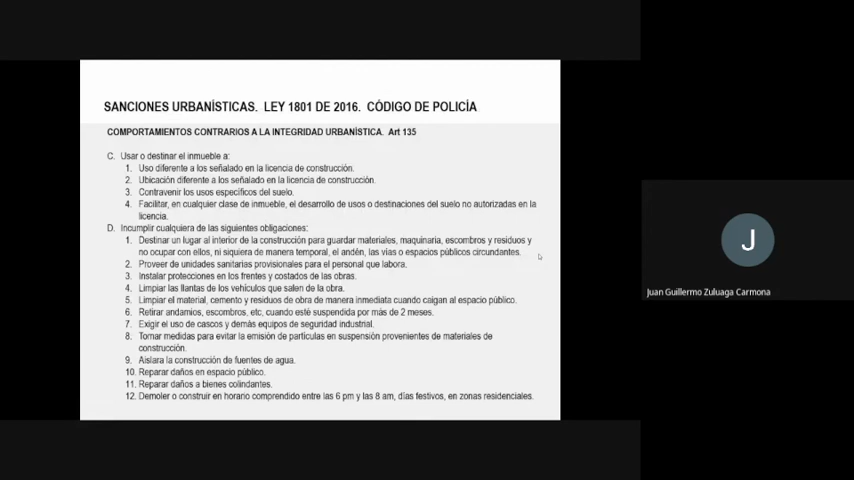 SANCIONES URBANÍSTICAS. LEY 1801 DE 2016. CÓDIGO DE POLICÍA
COMPORTAMIENTOS CONTRARIOS A LA INTEGRIDAD URBANÍSTICA. Art 135
C. Usar o destinar el inmueble a:
1. Uso diferente a los señalado en la licencia de construcción.
2. Ubicación diferente a los señalado en la licencia de construcción.
3. Contravenir los usos específicos del suelo.
4. Facilitar, en cualquier clase de inmueble, el desarrollo de usos o destinaciones del suelo no autorizadas en la
licencia.
D. Incumplir cualquiera de las siguientes obligaciones:
1. Destinar un lugar al interior de la construcción para guardar materiales, maquinaria, escombros y residuos y
no ocupar con ellos, ni siquiera de manera temporal, el andén, las vías o espacios públicos circundantes.
2. Proveer de unidades sanitarias provisionales para el personal que labora.
3. Instalar protecciones en los frentes y costados de las obras.
4. Limpiar las llantas de los vehículos que salen de la obra.
5. Limpiar el material, cemento y residuos de obra de manera inmediata cuando caigan al espacio público.
6. Retirar andamios, escombros, etc, cuando esté suspendida por más de 2 meses.
7. Exigir el uso de cascos y demás equipos de seguridad industrial.
8. Tomar medidas para evitar la emisión de partículas en suspensión provenientes de materiales de
construcción.
9. Aislara la construcción de fuentes de agua.
10. Reparar daños en espacio público.
11. Reparar daños a bienes colindantes.
12. Demoler o construir en horario comprendido entre las 6 pm y las 8 am, días festivos, en zonas residenciales.
J
Juan Guillermo Zuluaga Carmona